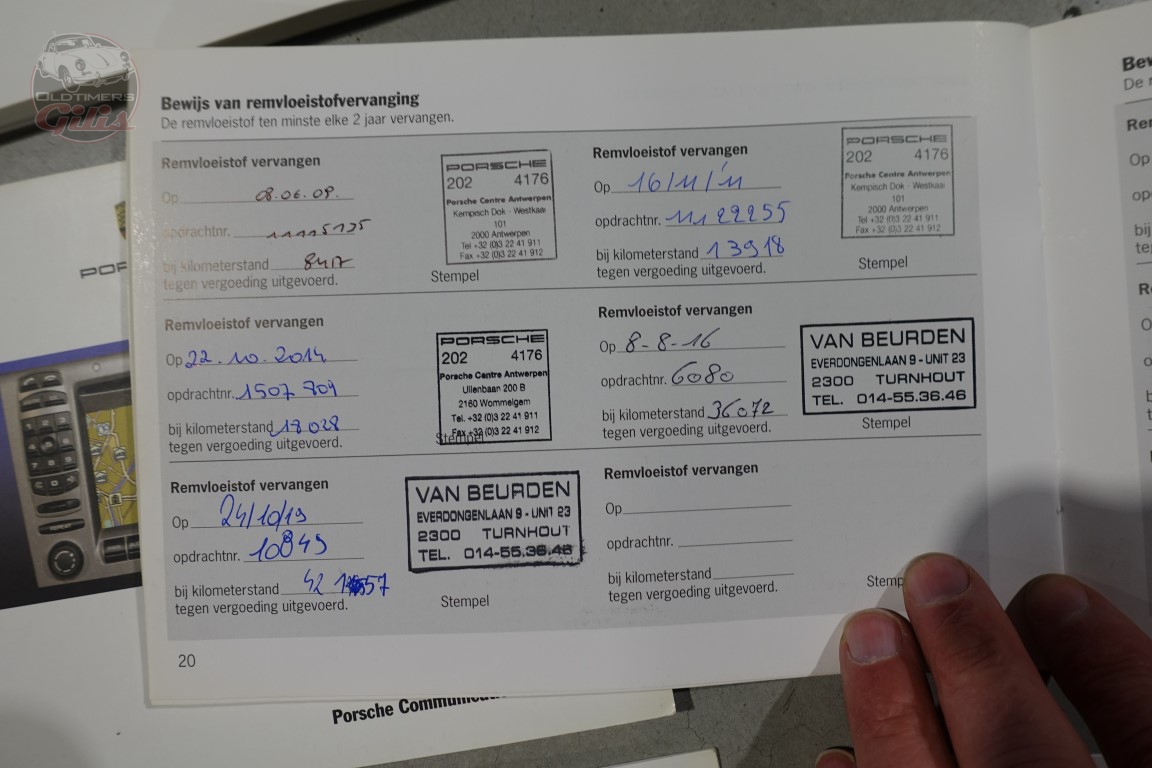 OLDTIMERS
Gilis
Bewijs van remvloeistofvervanging
De remvloeistof ten minste elke 2 jaar vervangen.
Remvloeistof vervangen
Op 08.06.09.
opdrachtnr. 11115135
bij kilometerstand 8417
tegen vergoeding uitgevoerd.
PORSCHE
202 4176
Porsche Centre Antwerpen
Kempisch Dok - Westkaai
101
2000 Antwerpen
Tel +32 (0)3 22 41 911
Fax +32 (0)3 22 41 912
Stempel
Remvloeistof vervangen
Op 16/11/11
opdrachtnr. 1122255
bij kilometerstand 13918
tegen vergoeding uitgevoerd.
PORSCHE
202 4176
Porsche Centre Antwerpen
Kempisch Dok - Westkaai
101
2000 Antwerpen
Tel +32 (0)3 22 41 911
Fax +32 (0)3 22 41 912
Stempel
Remvloeistof vervangen
Op 22.10.2014
opdrachtnr. 1507 709
bij kilometerstand 18028
tegen vergoeding uitgevoerd.
PORSCHE
202 4176
Porsche Centre Antwerpen
Uilenbaan 200 B
2160 Wommelgem
Tel. +32 (0)3 22 41 911
Fax +32 (0)3 22 41 912
Stempel
Remvloeistof vervangen
Op 8-8-16
opdrachtnr. 6080
bij kilometerstand 36072
tegen vergoeding uitgevoerd.
VAN BEURDEN
EVERDONGENLAAN 9 - UNIT 23
2300 TURNHOUT
TEL. 014-55.36.46
Stempel
Remvloeistof vervangen
Op 24/10/19
opdrachtnr. 10849
bij kilometerstand
tegen vergoeding uitgevoerd.
VAN BEURDEN
EVERDONGENLAAN 9 - UNIT 23
2300 TURNHOUT
TEL. 014-55.36.46
Stempel
Remvloeistof vervangen
Op
opdrachtnr.
bij kilometerstand
tegen vergoeding uitgevoerd.
Stemp
20
Porsche
REPEAT